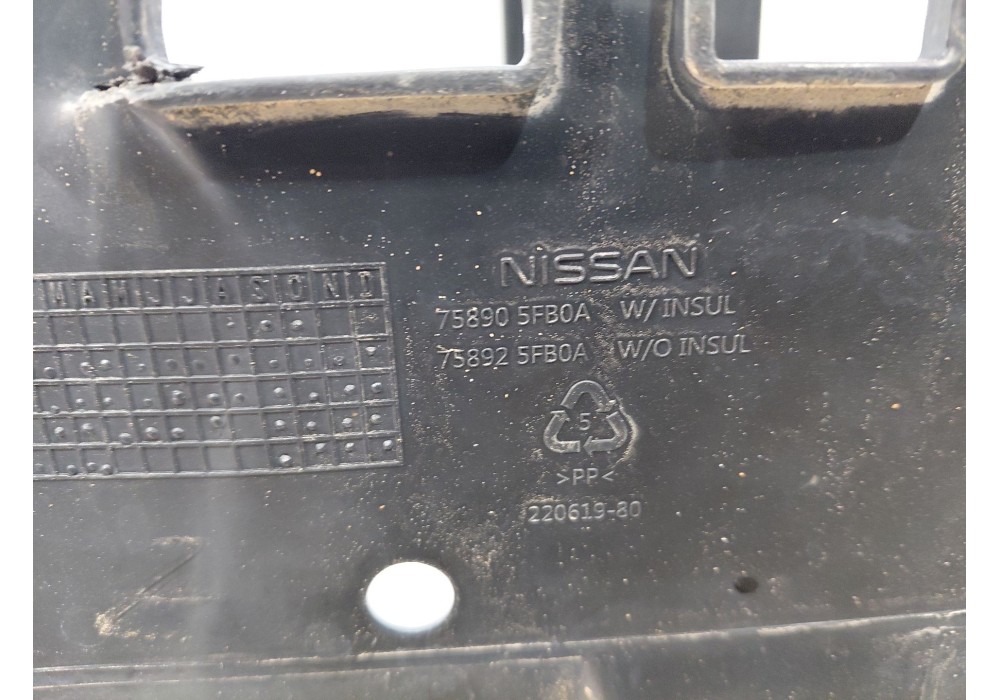 NISSAN
M A M J J A S O N D
75890 5FB0A W/ INSUL
75892 5FB0A W/O INSUL
5
>PP<
220619-80